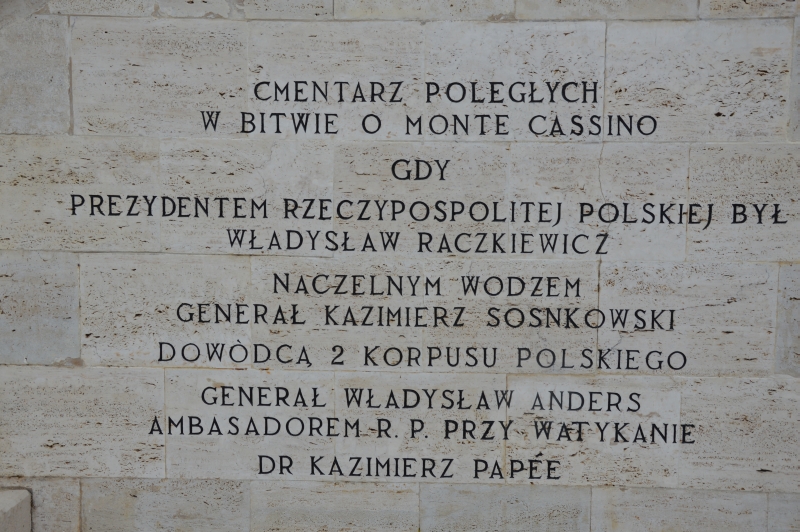 CMENTARZ POLEGŁYCH
W BITWIE O MONTE CASSINO
GDY
PREZYDENTEM RZECZYPOSPOLITEJ POLSKIEJ BYŁ
WŁADYSŁAW RACZKIEWICZ
NACZELNYM WODZEM
GENERAŁ KAZIMIERZ SOSNKOWSKI
DOWÒDCĄ 2 KORPUSU POLSKIEGO
GENERAŁ WŁADYSŁAW ANDERS
AMBASADOREM R. P. PRZY WATYKANIE
DR KAZIMIERZ PAPÉE